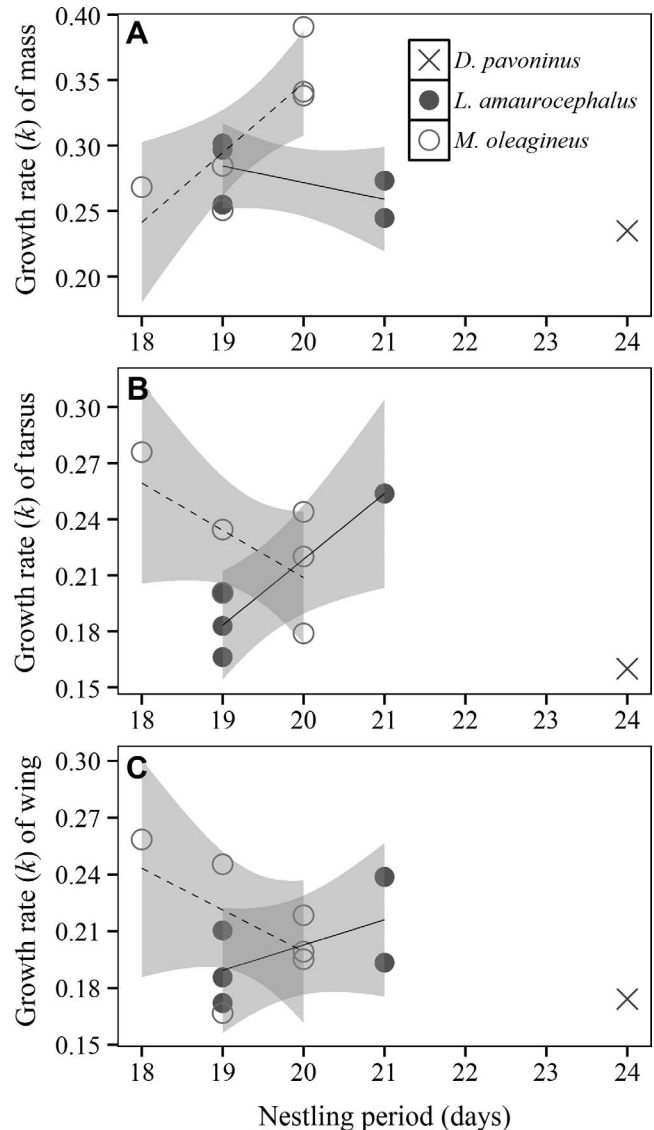 A
Growth rate (k) of mass
0.40
0.35
0.30
0.25
0.20
D. pavoninus
L. amaurocephalus
M. oleagineus
18 19 20 21 22 23 24
B
Growth rate (k) of tarsus
0.30
0.27
0.24
0.21
0.18
0.15
18 19 20 21 22 23 24
C
Growth rate (k) of wing
0.30
0.27
0.24
0.21
0.18
0.15
18 19 20 21 22 23 24
Nestling period (days)